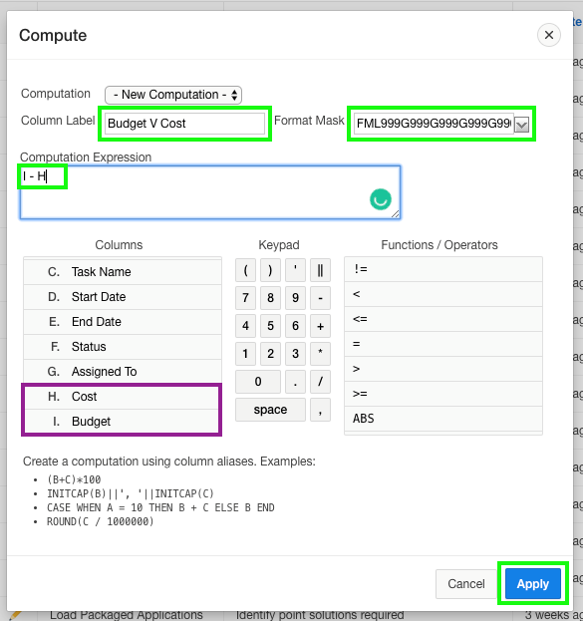 Compute
Computation - New Computation -
Column Label Budget V Cost Format Mask FML999G999G999G999G99
Computation Expression
I - H
Columns Keypad Functions / Operators
C. Task Name
D. Start Date
E. End Date
F. Status
G. Assigned To
H. Cost
I. Budget
( ) ' ||
7 8 9 -
4 5 6 +
1 2 3 *
0 . /
space ,
!=
<
<=
=
>
>=
ABS
Create a computation using column aliases. Examples:
• (B+C)*100
• INITCAP(B)||', '||INITCAP(C)
• CASE WHEN A = 10 THEN B + C ELSE B END
• ROUND(C / 1000000)
Cancel Apply
Load Packaged Applications Identify point solutions required 3 weeks ag